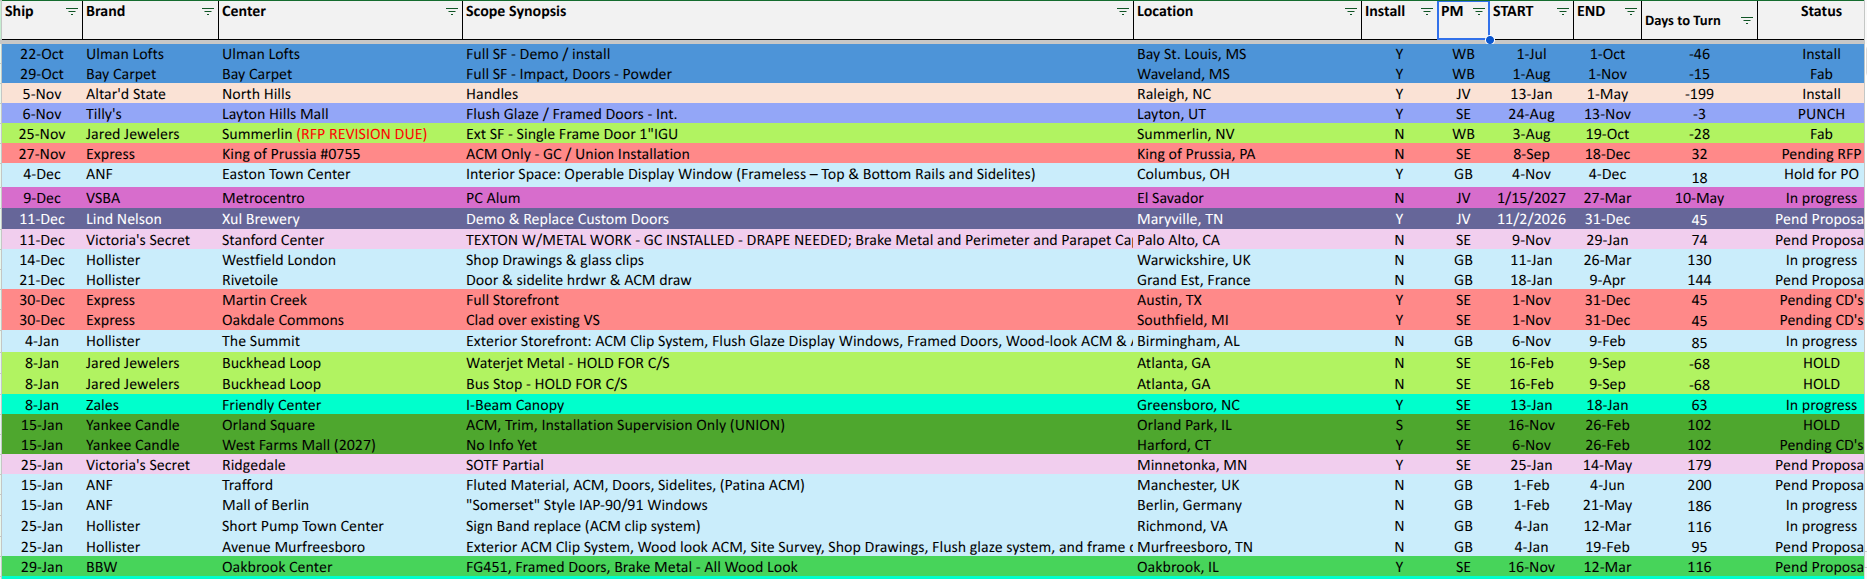 Ship Brand Center Scope Synopsis Location Install PM START END Days to Turn Status
22-Oct Ulman Lofts Ulman Lofts Full SF - Demo / install Bay St. Louis, MS Y WB 1-Jul 1-Oct -46 Install
29-Oct Bay Carpet Bay Carpet Full SF - Impact, Doors - Powder Waveland, MS Y WB 1-Aug 1-Nov -15 Fab
5-Nov Altar'd State North Hills Handles Raleigh, NC Y JV 13-Jan 1-May -199 Install
6-Nov Tilly's Layton Hills Mall Flush Glaze / Framed Doors - Int. Layton, UT Y SE 24-Aug 13-Nov -3 PUNCH
25-Nov Jared Jewelers Summerlin (RFP REVISION DUE) Ext SF - Single Frame Door 1"IGU Summerlin, NV N WB 3-Aug 19-Oct -28 Fab
27-Nov Express King of Prussia #0755 ACM Only - GC / Union Installation King of Prussia, PA N SE 8-Sep 18-Dec 32 Pending RFP
4-Dec ANF Easton Town Center Interior Space: Operable Display Window (Frameless – Top & Bottom Rails and Sidelites) Columbus, OH Y GB 4-Nov 4-Dec 18 Hold for PO
9-Dec VSBA Metrocentro PC Alum El Savador N JV 1/15/2027 27-Mar 10-May In progress
11-Dec Lind Nelson Xul Brewery Demo & Replace Custom Doors Maryville, TN Y JV 11/2/2026 31-Dec 45 Pend Proposa
11-Dec Victoria's Secret Stanford Center TEXTON W/METAL WORK - GC INSTALLED - DRAPE NEEDED; Brake Metal and Perimeter and Parapet Ca Palo Alto, CA N SE 9-Nov 29-Jan 74 Pend Proposa
14-Dec Hollister Westfield London Shop Drawings & glass clips Warwickshire, UK N GB 11-Jan 26-Mar 130 In progress
21-Dec Hollister Rivetoile Door & sidelite hrdwr & ACM draw Grand Est, France N GB 18-Jan 9-Apr 144 Pend Proposa
30-Dec Express Martin Creek Full Storefront Austin, TX Y SE 1-Nov 31-Dec 45 Pending CD's
30-Dec Express Oakdale Commons Clad over existing VS Southfield, MI Y SE 1-Nov 31-Dec 45 Pending CD's
4-Jan Hollister The Summit Exterior Storefront: ACM Clip System, Flush Glaze Display Windows, Framed Doors, Wood-look ACM & Birmingham, AL N GB 6-Nov 9-Feb 85 In progress
8-Jan Jared Jewelers Buckhead Loop Waterjet Metal - HOLD FOR C/S Atlanta, GA N SE 16-Feb 9-Sep -68 HOLD
8-Jan Jared Jewelers Buckhead Loop Bus Stop - HOLD FOR C/S Atlanta, GA N SE 16-Feb 9-Sep -68 HOLD
8-Jan Zales Friendly Center I-Beam Canopy Greensboro, NC Y SE 13-Jan 18-Jan 63 In progress
15-Jan Yankee Candle Orland Square ACM, Trim, Installation Supervision Only (UNION) Orland Park, IL S SE 16-Nov 26-Feb 102 HOLD
15-Jan Yankee Candle West Farms Mall (2027) No Info Yet Harford, CT Y SE 6-Nov 26-Feb 102 Pending CD's
25-Jan Victoria's Secret Ridgedale SOTF Partial Minnetonka, MN Y SE 25-Jan 14-May 179 Pend Proposa
15-Jan ANF Trafford Fluted Material, ACM, Doors, Sidelites, (Patina ACM) Manchester, UK N GB 1-Feb 4-Jun 200 Pend Proposa
15-Jan ANF Mall of Berlin "Somerset" Style IAP-90/91 Windows Berlin, Germany N GB 1-Feb 21-May 186 In progress
25-Jan Hollister Short Pump Town Center Sign Band replace (ACM clip system) Richmond, VA N GB 4-Jan 12-Mar 116 In progress
25-Jan Hollister Avenue Murfreesboro Exterior ACM Clip System, Wood look ACM, Site Survey, Shop Drawings, Flush glaze system, and frame Murfreesboro, TN N GB 4-Jan 19-Feb 95 Pend Proposa
29-Jan BBW Oakbrook Center FG451, Framed Doors, Brake Metal - All Wood Look Oakbrook, IL Y SE 16-Nov 12-Mar 116 Pend Proposa